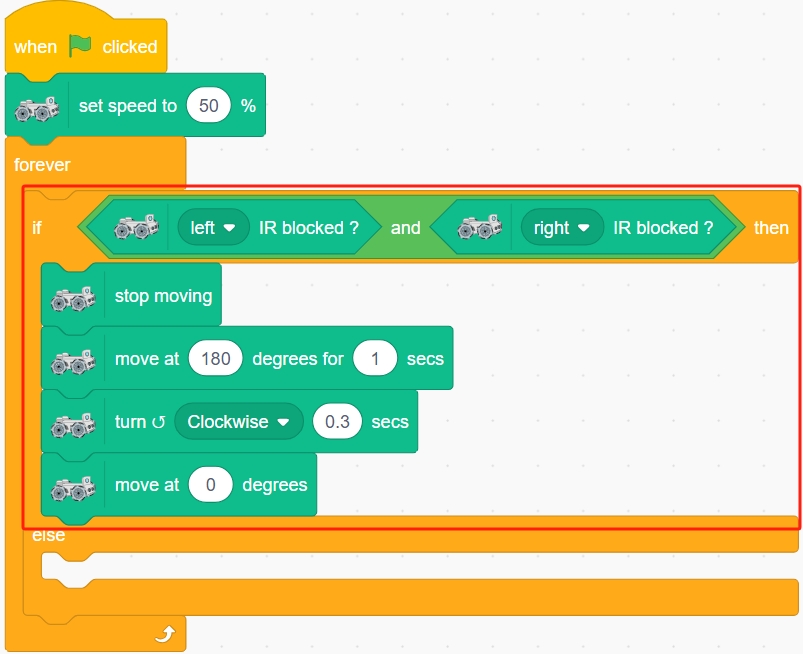 when clicked
set speed to 50 %
forever
if left IR blocked ? and right IR blocked ? then
stop moving
move at 180 degrees for 1 secs
turn ↺ Clockwise 0.3 secs
move at 0 degrees
else